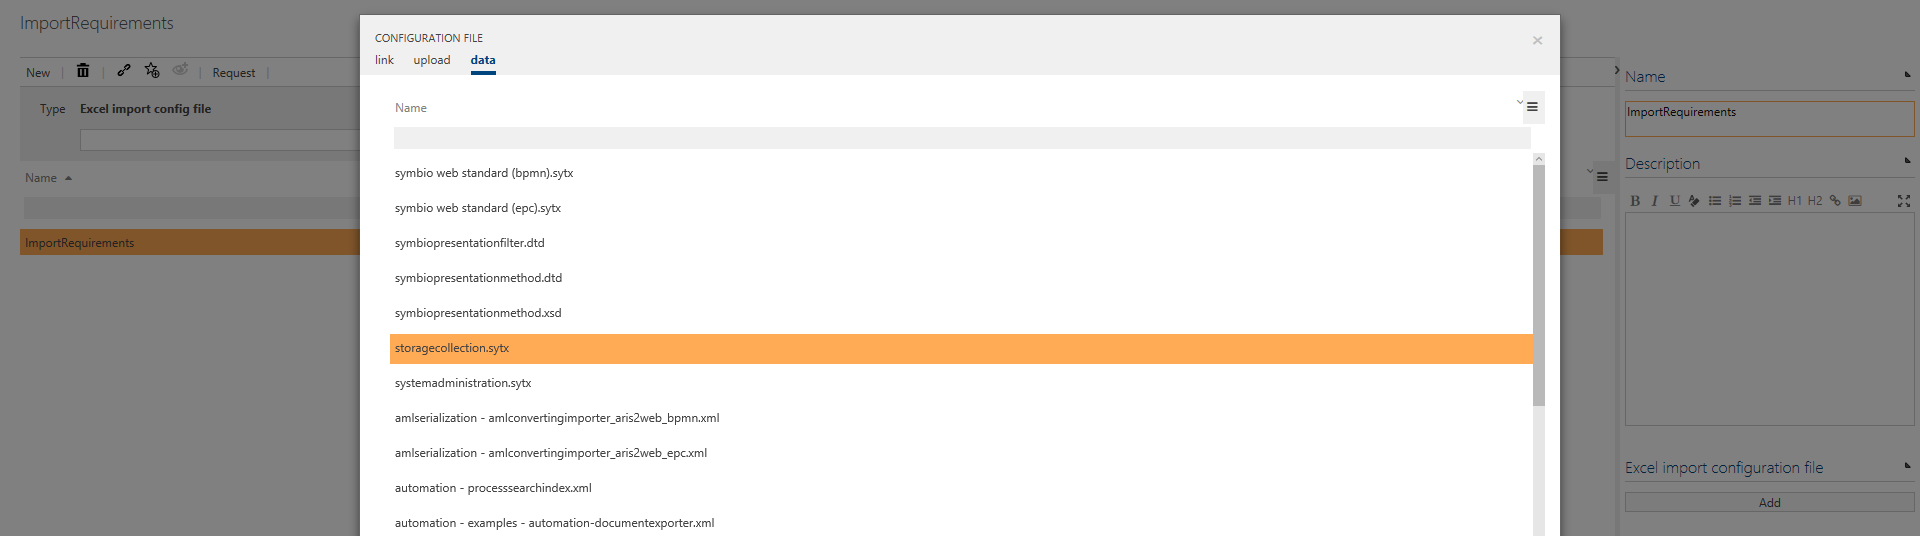 ImportRequirements
New
Request
Type Excel import config file
Name
ImportRequirements
CONFIGURATION FILE
link upload data
Name
symbio web standard (bpmn).sytx
symbio web standard (epc).sytx
symbiopresentationfilter.dtd
symbiopresentationmethod.dtd
symbiopresentationmethod.xsd
storagecollection.sytx
systemadministration.sytx
amlserialization - amlconvertingimporter_aris2web_bpmn.xml
amlserialization - amlconvertingimporter_aris2web_epc.xml
automation - processsearchindex.xml
automation - examples - automation-documentexporter.xml
Name
ImportRequirements
Description
B I U H1 H2
Excel import configuration file
Add